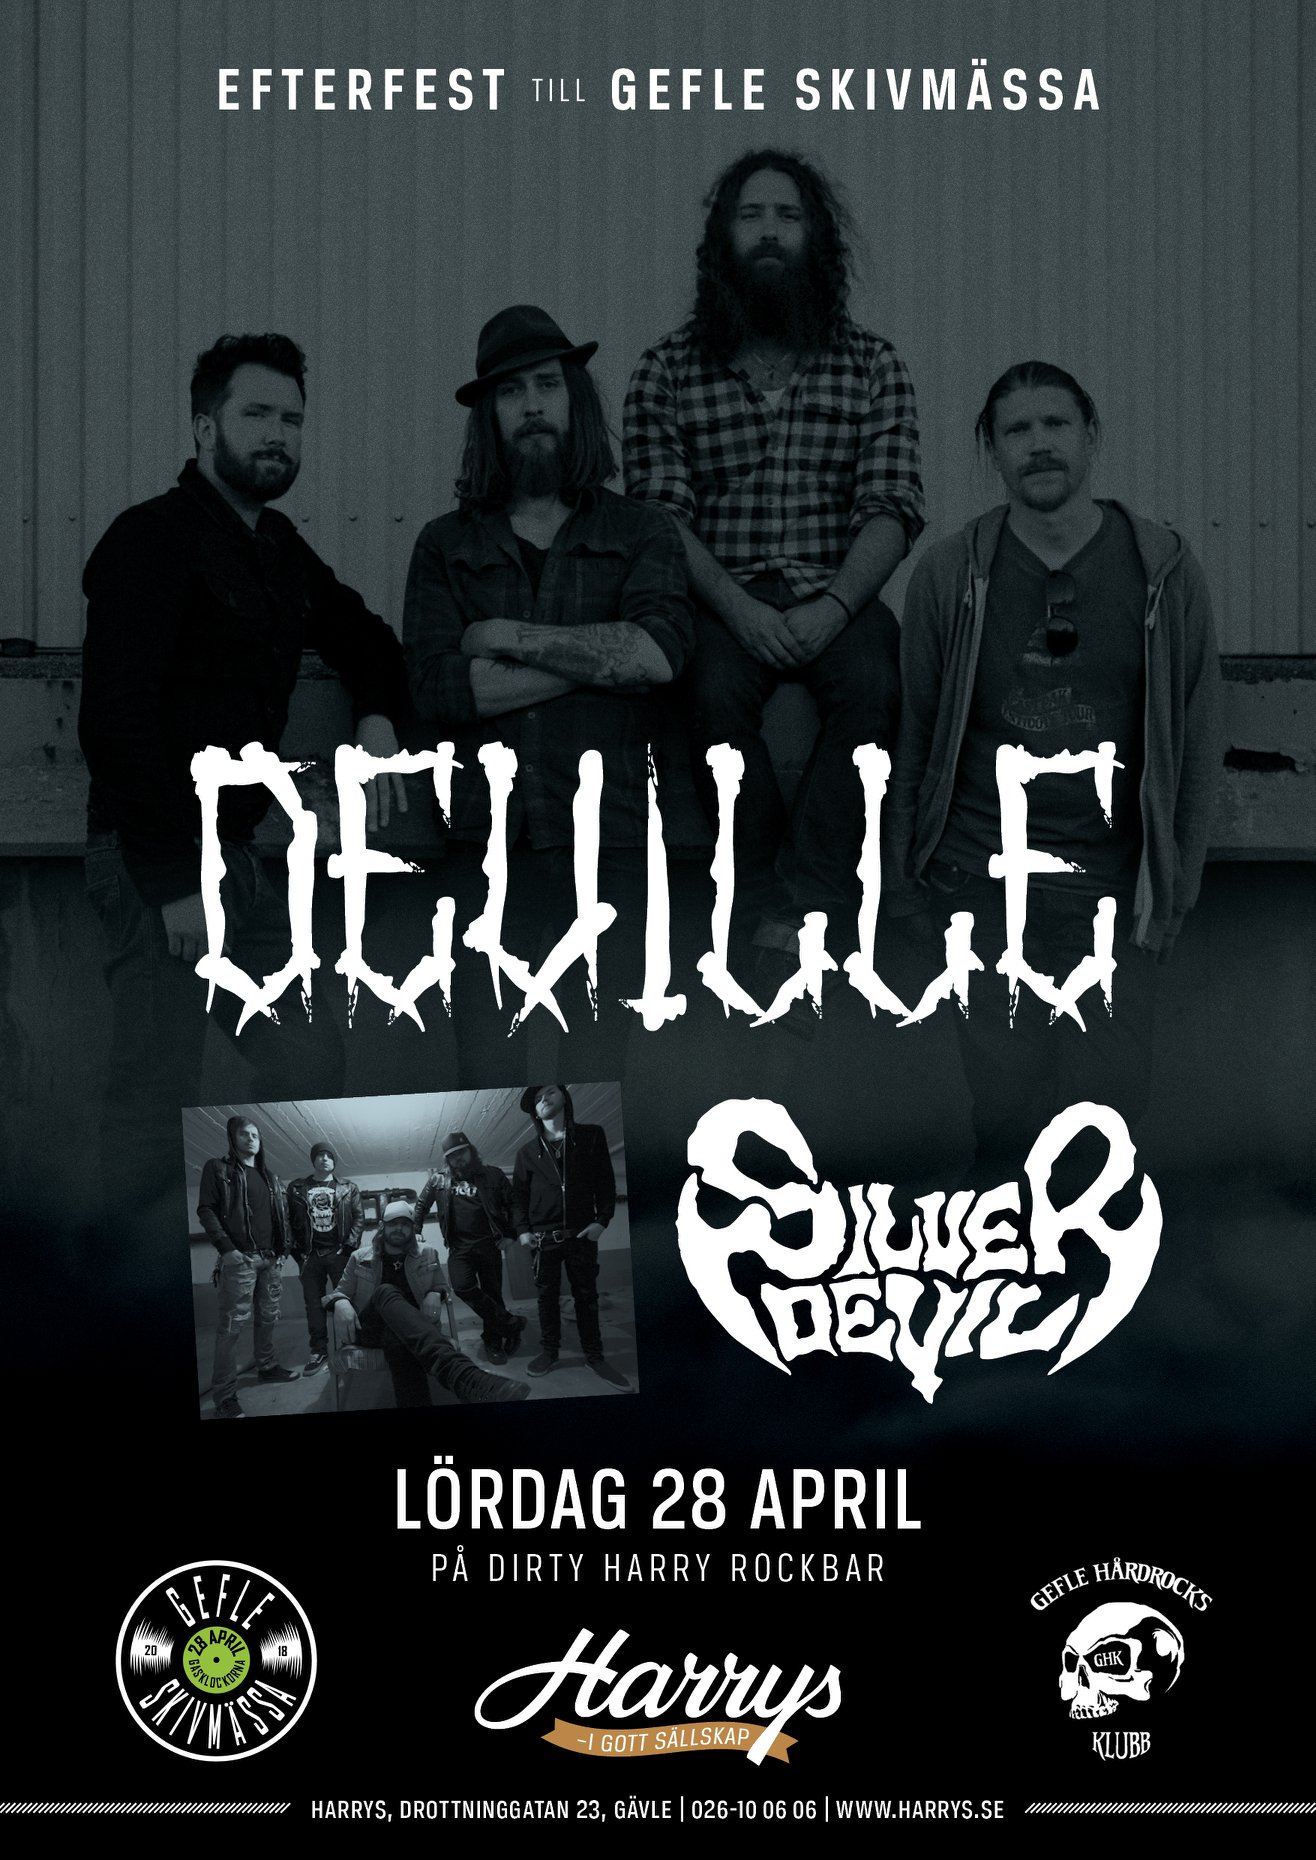 EFTERFEST TILL GEFLE SKIVMÄSSA
DEVILLE
SILVER
DEVIL
LÖRDAG 28 APRIL
PÅ DIRTY HARRY ROCKBAR
GEFLE
20 18
28 APRIL
GASKLOCKORNA
SKIVMÄSSA
Harrys
–I GOTT SÄLLSKAP
GEFLE HÅRDROCKS
GHK
KLUBB
HARRYS, DROTTNINGGATAN 23, GÄVLE | 026-10 06 06 | WWW.HARRYS.SE